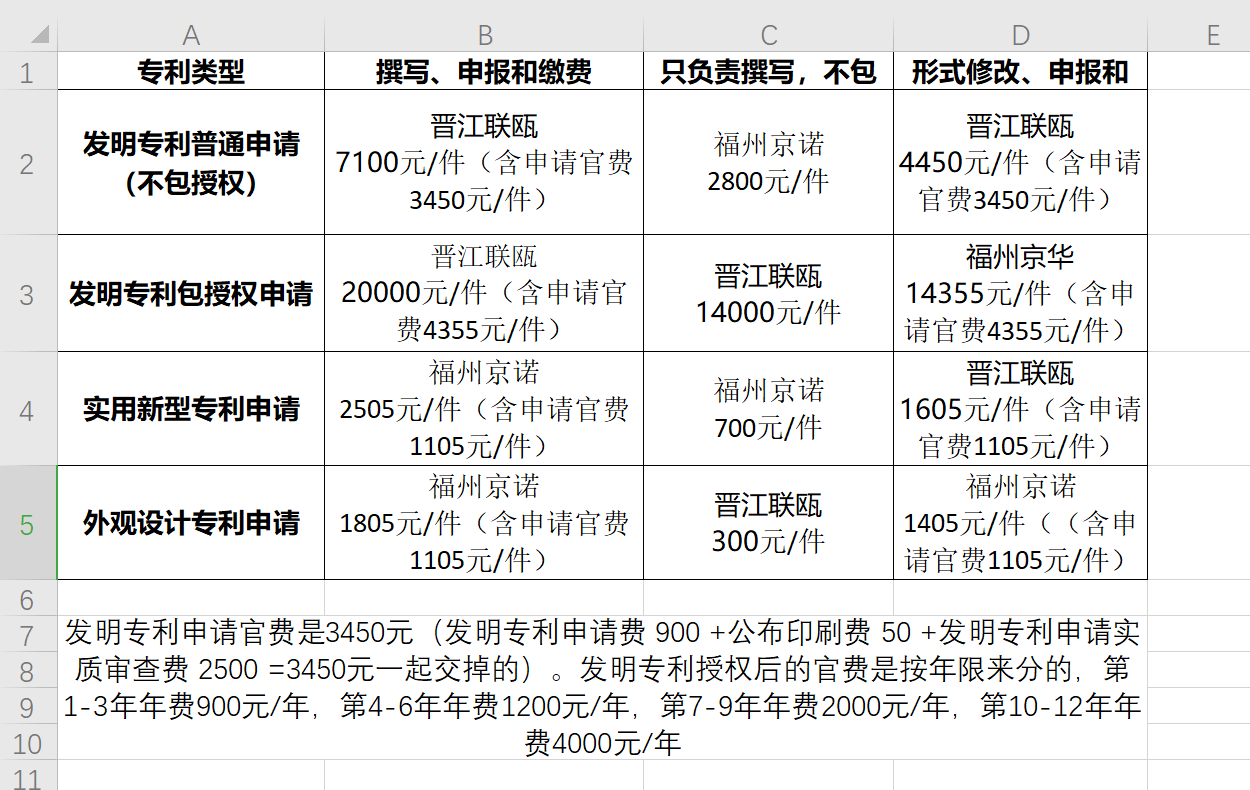 A B C D E
1 专利类型 撰写、申报和缴费 只负责撰写，不包 形式修改、申报和
2
发明专利普通申请
（不包授权）
晋江联瓯
7100元/件（含申请官费
3450元/件）
福州京诺
2800元/件
晋江联瓯
4450元/件（含申请
官费3450元/件）
3
发明专利包授权申请
晋江联瓯
20000元/件（含申请官
费4355元/件）
晋江联瓯
14000元/件
福州京华
14355元/件（含申
请官费4355元/件）
4
实用新型专利申请
福州京诺
2505元/件（含申请官费
1105元/件）
福州京诺
700元/件
晋江联瓯
1605元/件（含申请
官费1105元/件）
5
外观设计专利申请
福州京诺
1805元/件（含申请官费
1105元/件）
晋江联瓯
300元/件
福州京诺
1405元/件（（含申
请官费1105元/件）
6
7 发明专利申请官费是3450元（发明专利申请费 900 +公布印刷费 50 +发明专利申请实
8 质审查费 2500 =3450元一起交掉的）。发明专利授权后的官费是按年限来分的，第
9 1-3年年费900元/年，第4-6年年费1200元/年，第7-9年年费2000元/年，第10-12年年
10 费4000元/年
11